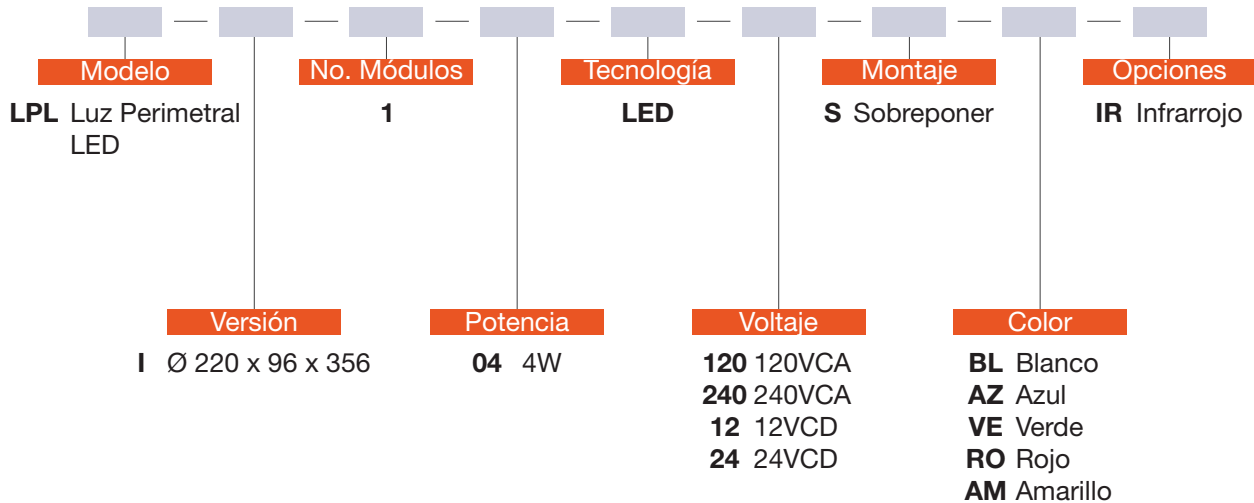 Modelo
LPL Luz Perimetral
LED
No. Módulos
1
Tecnología
LED
Montaje
S Sobreponer
Opciones
IR Infrarrojo
Versión
I Ø 220 x 96 x 356
Potencia
04 4W
Voltaje
120 120VCA
240 240VCA
12 12VCD
24 24VCD
Color
BL Blanco
AZ Azul
VE Verde
RO Rojo
AM Amarillo